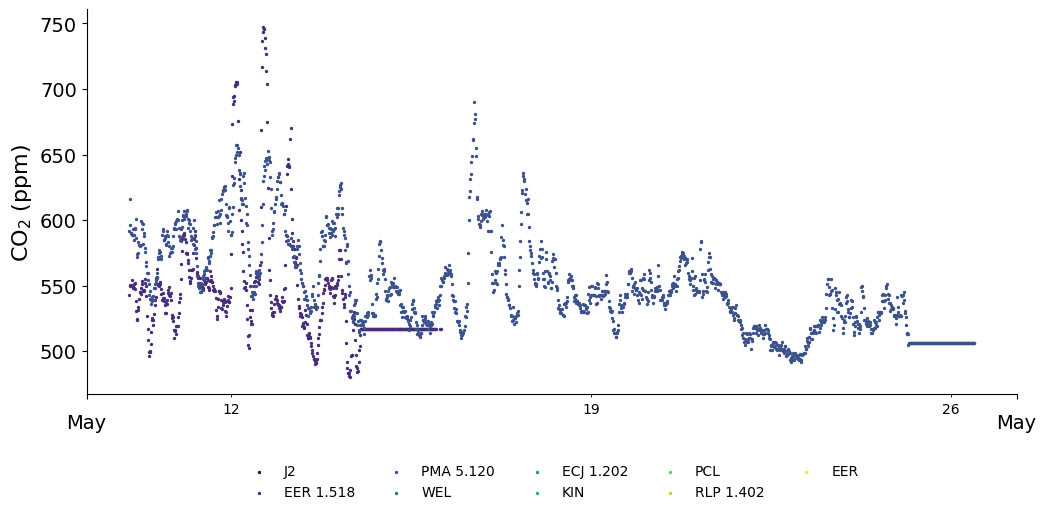 750
700
650
600
550
500
CO₂ (ppm)
12
19
26
May
May
J2
PMA 5.120
ECJ 1.202
PCL
EER
EER 1.518
WEL
KIN
RLP 1.402